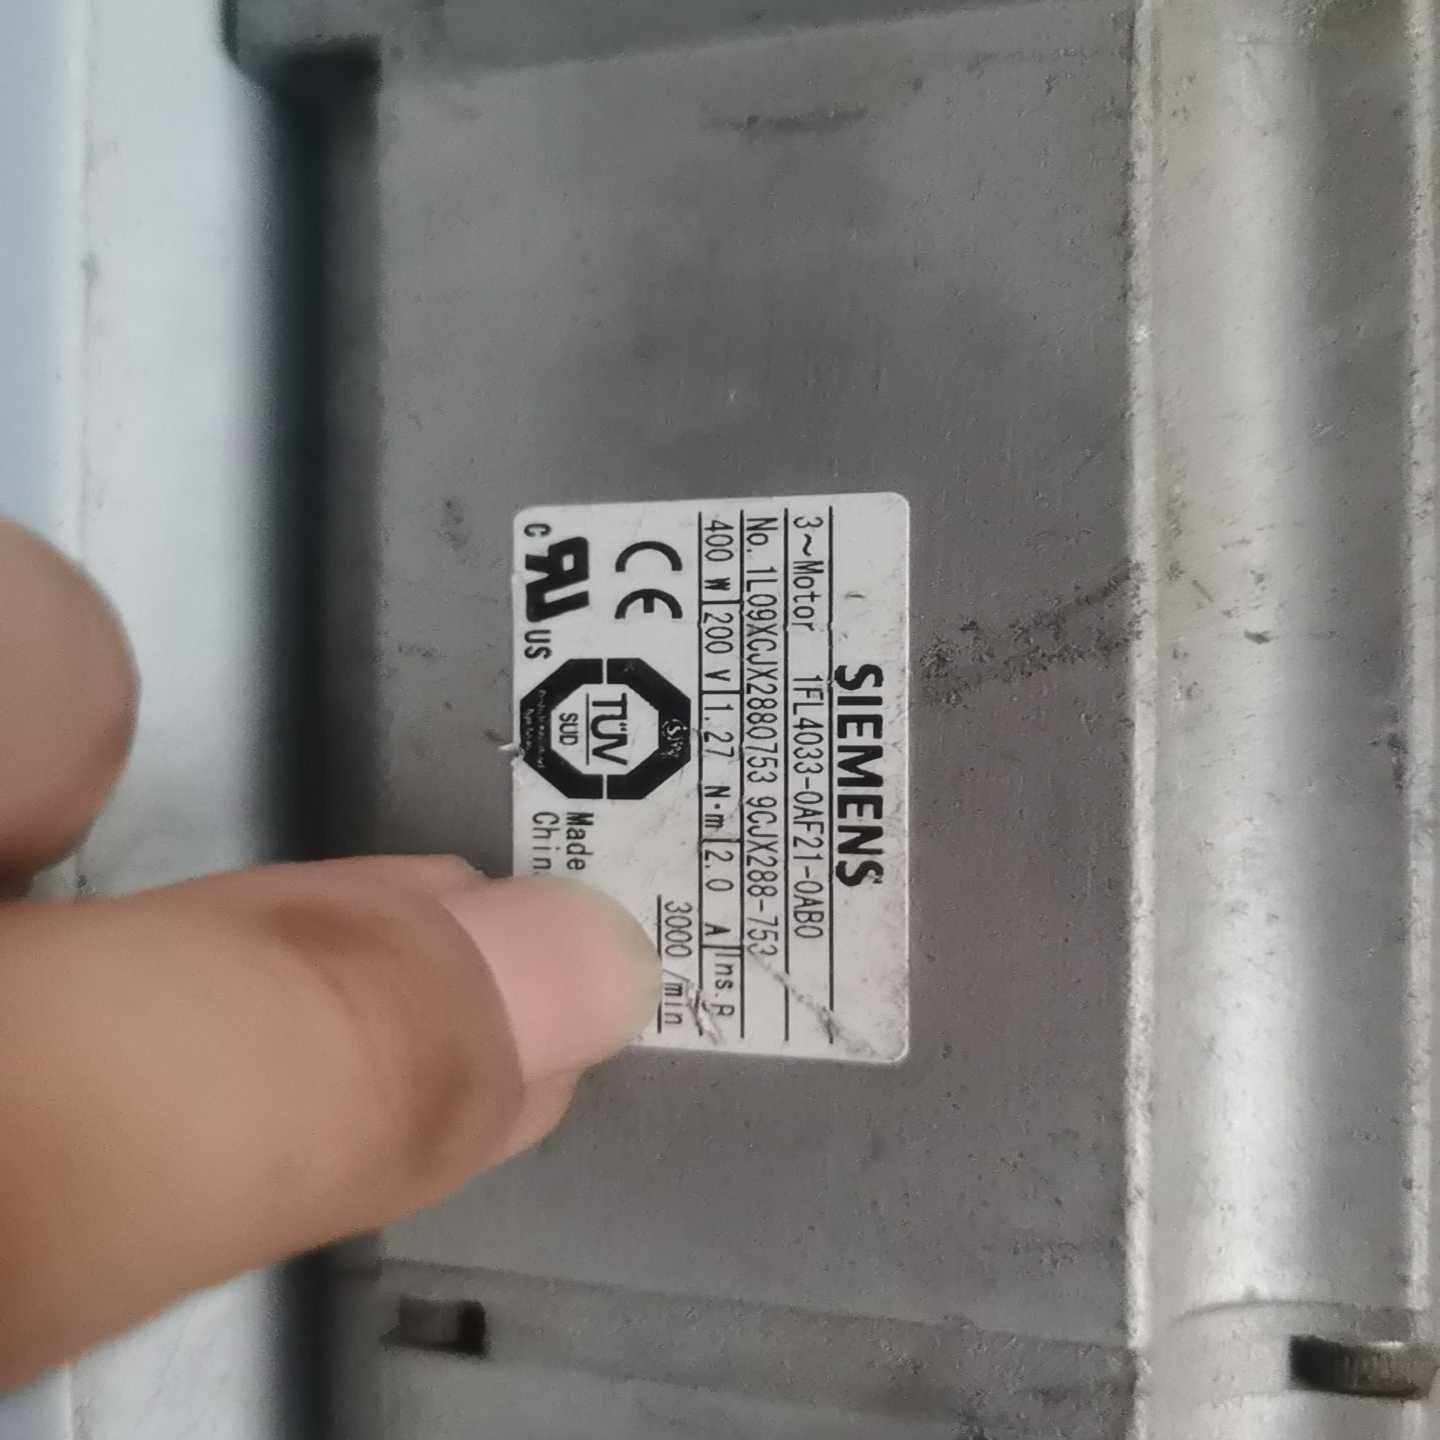 SIEMENS
3~Motor 1FL4033-0AF21-0AB0
No. 1L09XCJX2880753 9CJX288-753
400 W 200 V 1.27 N·m 2.0 A Ins.B
3000 /min
CE
TÜV
SUD
C US
Made